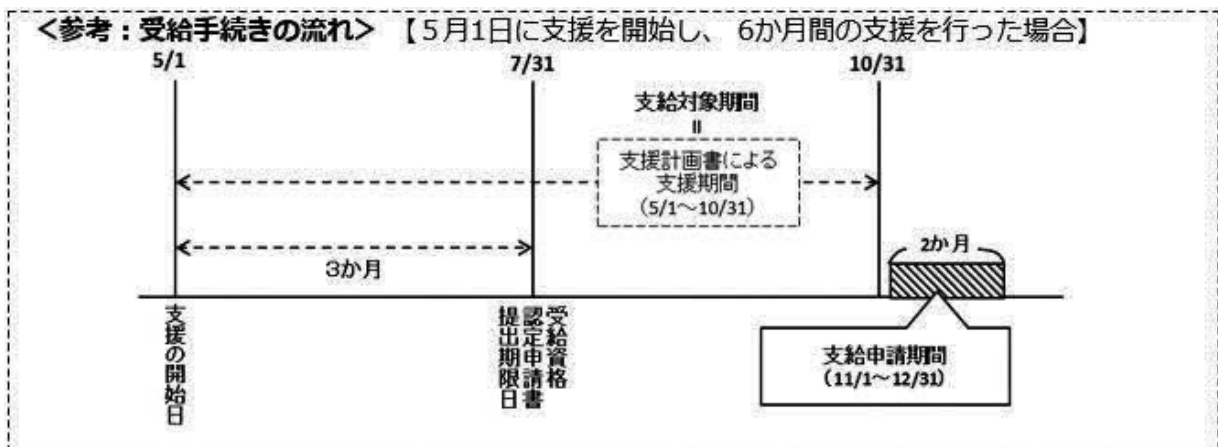 ＜参考：受給手続きの流れ＞ 【５月1日に支援を開始し、 6か月間の支援を行った場合】
5/1
7/31
10/31
支給対象期間
=
支援計画書による
支援期間
（5/1～10/31）
3か月
2か月
支援の開始日
受給資格
認定申請書
提出期限日
支給申請期間
（11/1～12/31）